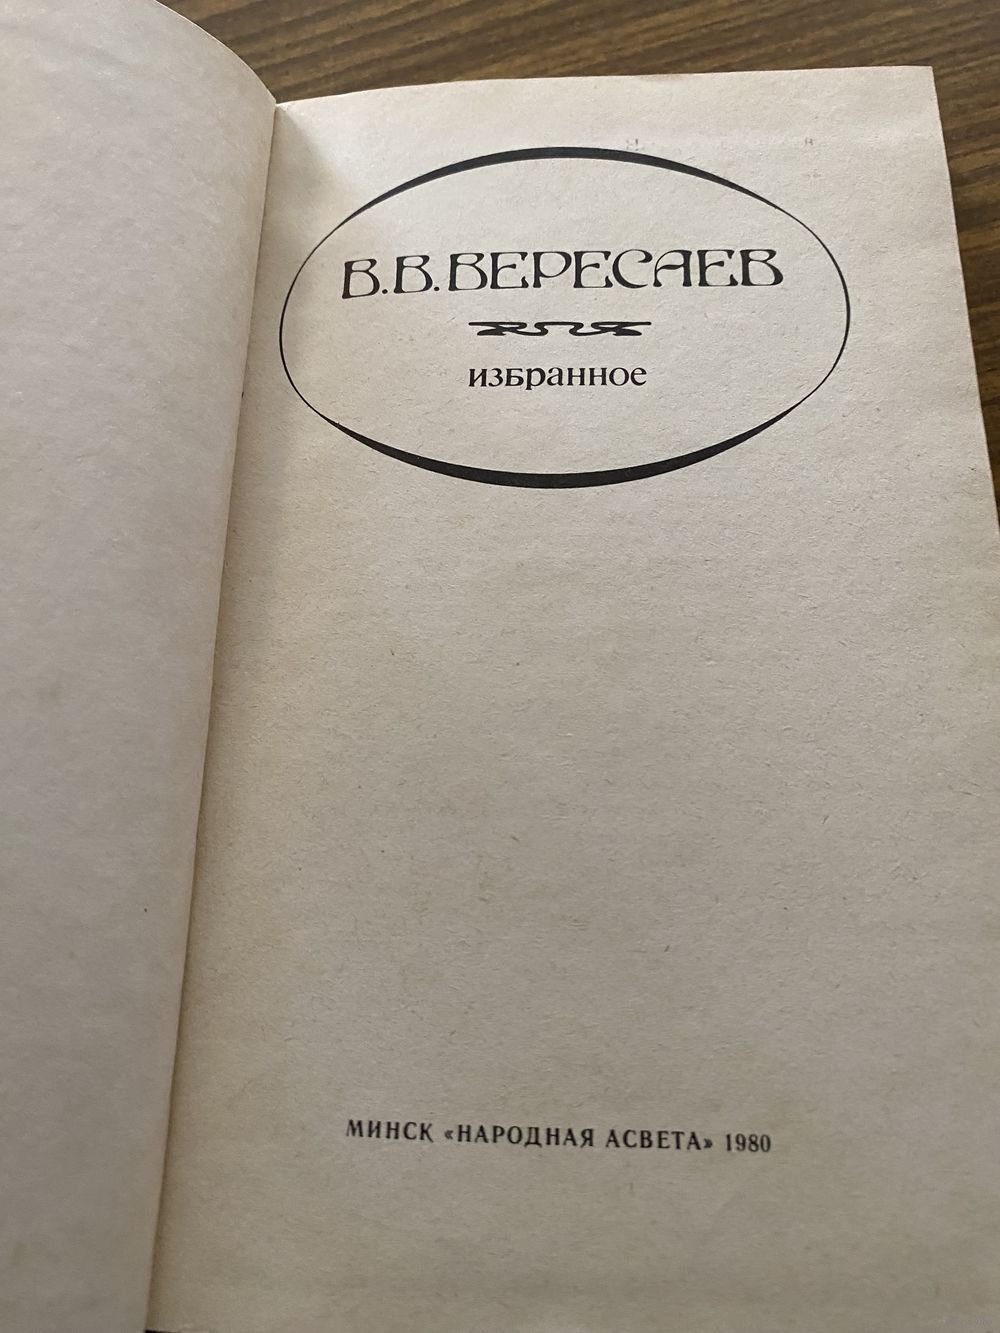 В.В.ВЕРЕСАЕВ
избранное
МИНСК «НАРОДНАЯ АСВЕТА» 1980